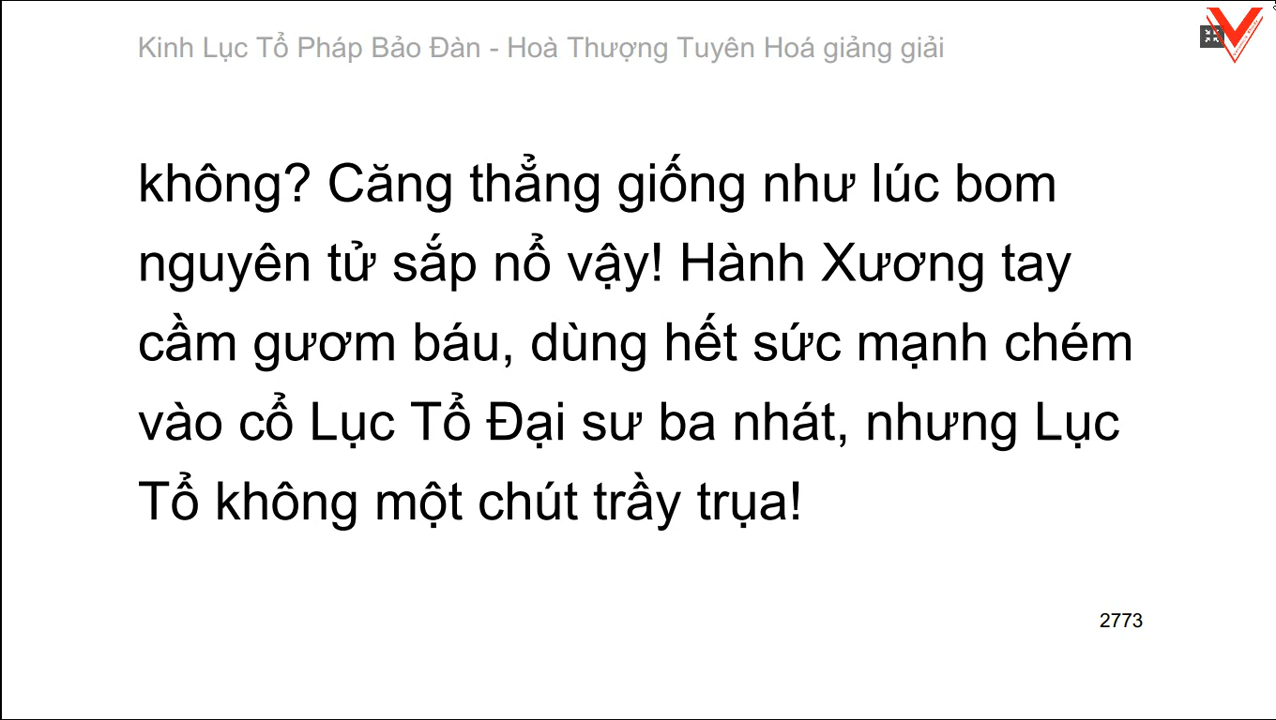 Kinh Lục Tổ Pháp Bảo Đàn - Hoà Thượng Tuyên Hoá giảng giải
không? Căng thẳng giống như lúc bom
nguyên tử sắp nổ vậy! Hành Xương tay
cầm gươm báu, dùng hết sức mạnh chém
vào cổ Lục Tổ Đại sư ba nhát, nhưng Lục
Tổ không một chút trầy trụa!
2773